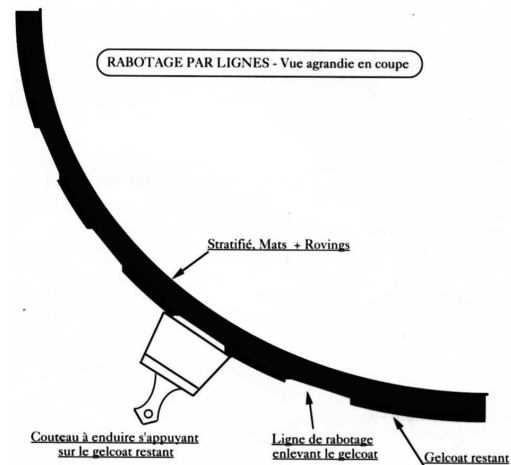 RABOTAGE PAR LIGNES - Vue agrandie en coupe
Stratifié, Mats + Rovings
Couteau à enduire s'appuyant
sur le gelcoat restant
Ligne de rabotage
enlevant le gelcoat
Gelcoat restant